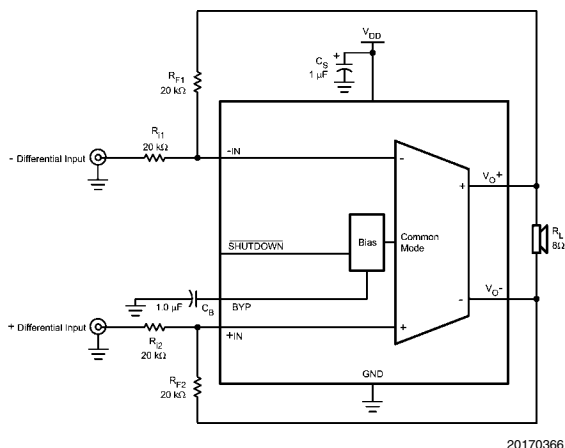 V_DD
C_S
1 µF
+
R_F1
20 kΩ
R_i1
20 kΩ
-IN
- Differential Input
-
+
V_O+
SHUTDOWN
Bias
Common
Mode
R_L
8Ω
1.0 µF
C_B
BYP
V_O-
-
+ Differential Input
+IN
+
R_i2
20 kΩ
R_F2
20 kΩ
GND
20170366